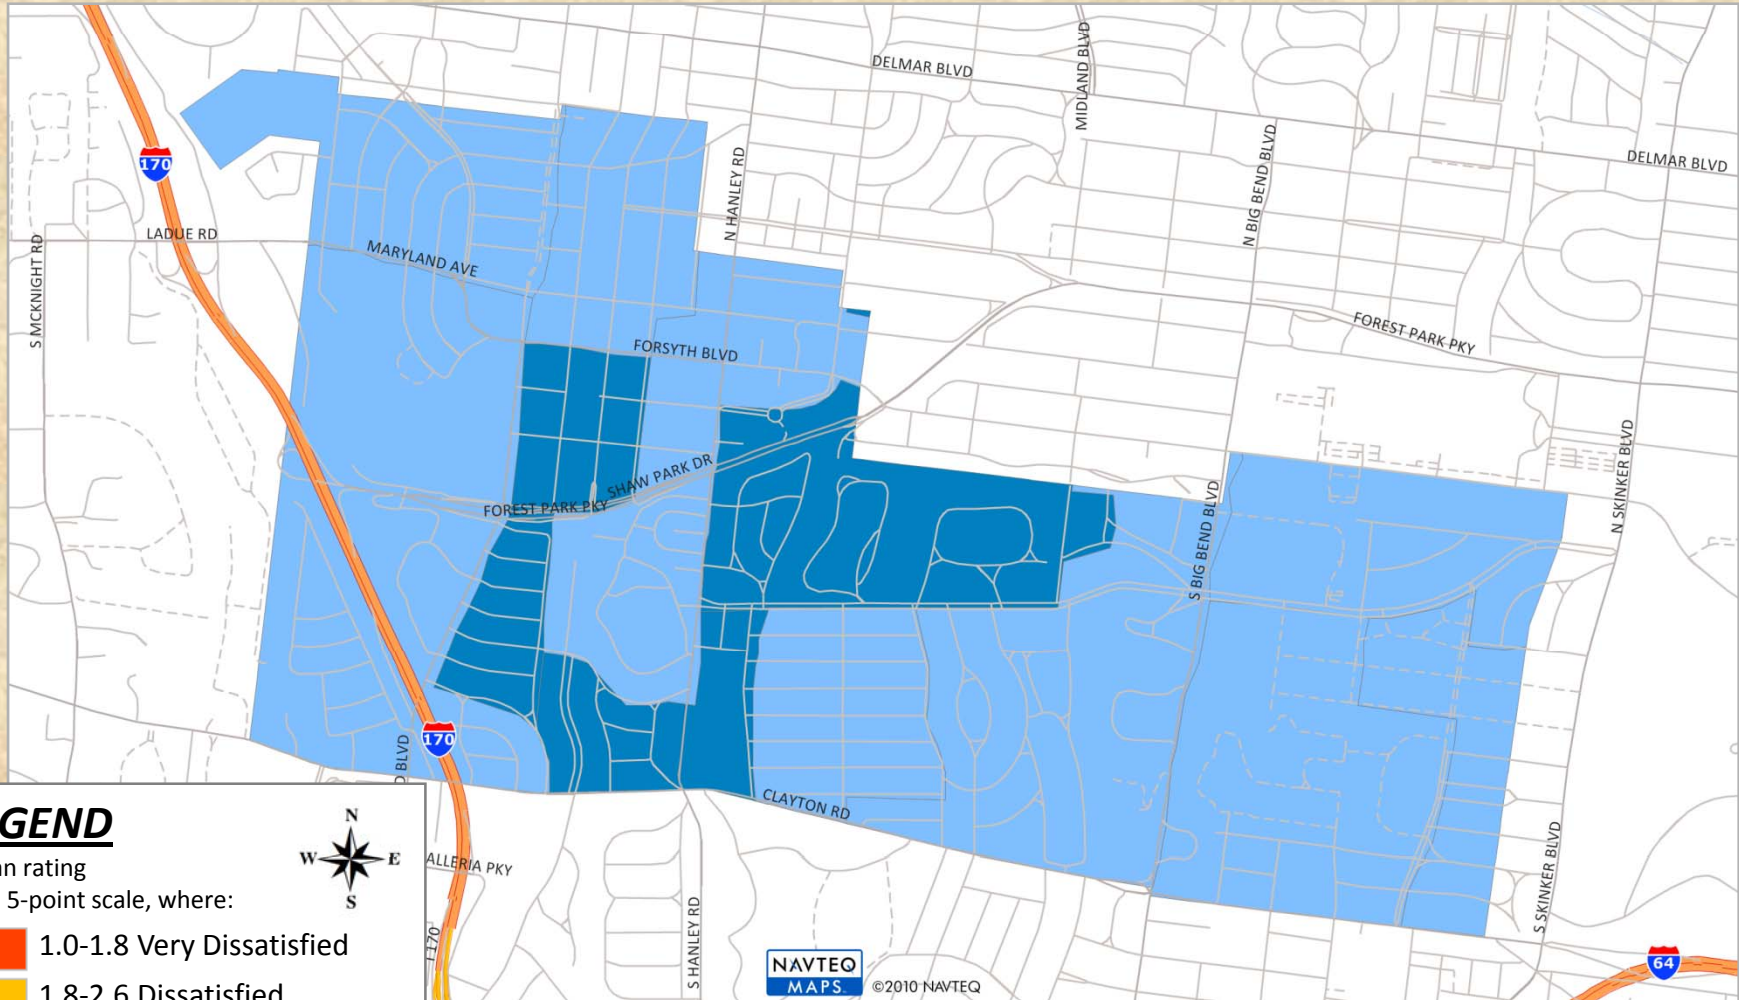 DELMAR BLVD
MIDLAND BLVD
170
N HANLEY RD
N BIG BEND BLVD
DELMAR BLVD
S MCKNIGHT RD
LADUE RD
MARYLAND AVE
FORSYTH BLVD
FOREST PARK PKY
SHAW PARK DR
FOREST PARK PKY
N SKINKER BLVD
S BIG BEND BLVD
170
D BLVD
CLAYTON RD
GEND
N
W
E
S
an rating
5-point scale, where:
1.0-1.8 Very Dissatisfied
1.8-2.6 Dissatisfied
ALLERIA PKY
I 170
S HANLEY RD
S SKINKER BLVD
64
NAVTEQ
MAPS
©2010 NAVTEQ